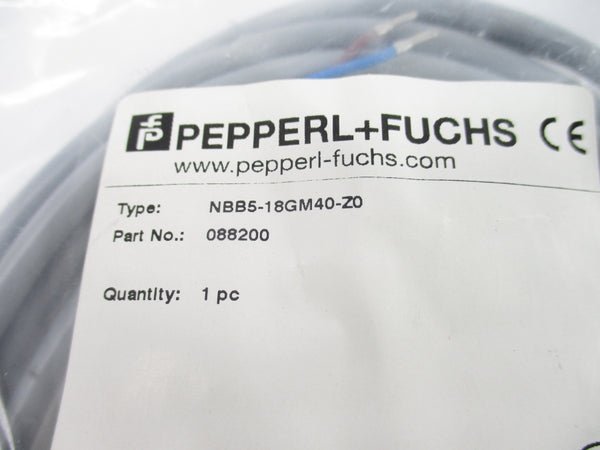 PEPPERL+FUCHS CE
www.pepperl-fuchs.com
Type: NBB5-18GM40-Z0
Part No.: 088200
Quantity: 1 pc